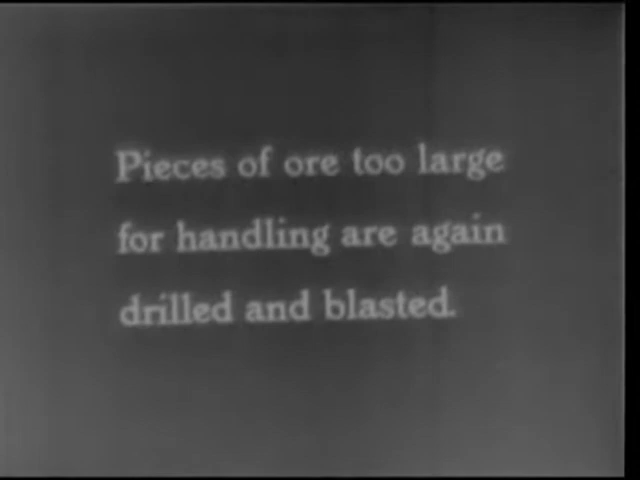 Pieces of ore too large
for handling are again
drilled and blasted.